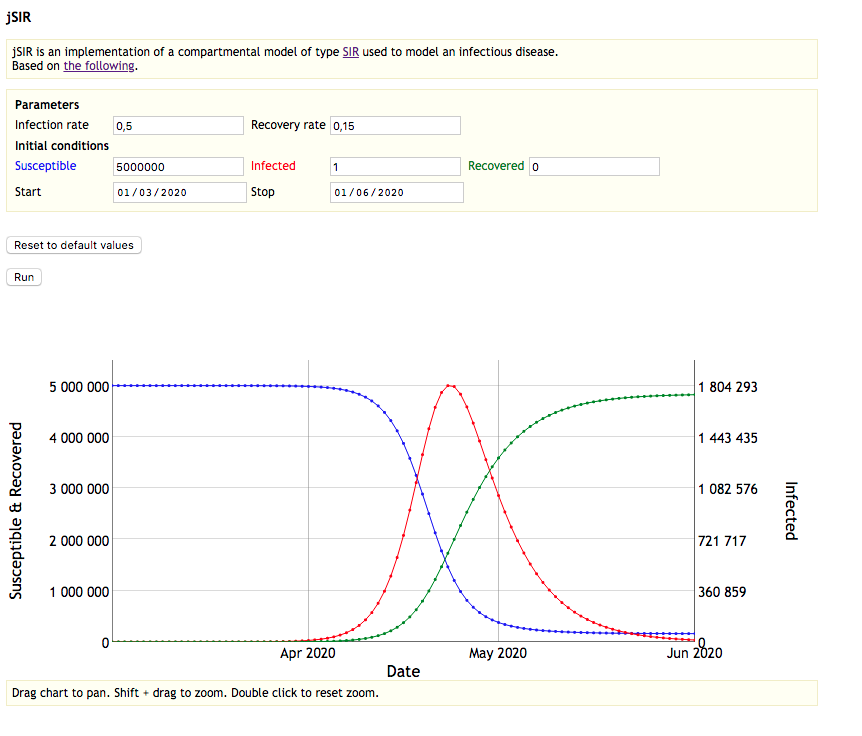 jSIR
jSIR is an implementation of a compartmental model of type SIR used to model an infectious disease.
Based on the following.
Parameters
Infection rate 0,5 Recovery rate 0,15
Initial conditions
Susceptible 5000000 Infected 1 Recovered 0
Start 01/03/2020 Stop 01/06/2020
Reset to default values
Run
5 000 000 1 804 293
4 000 000 1 443 435
3 000 000 1 082 576
2 000 000 721 717
1 000 000 360 859
0 0
Susceptible & Recovered
Infected
Apr 2020 May 2020 Jun 2020
Date
Drag chart to pan. Shift + drag to zoom. Double click to reset zoom.